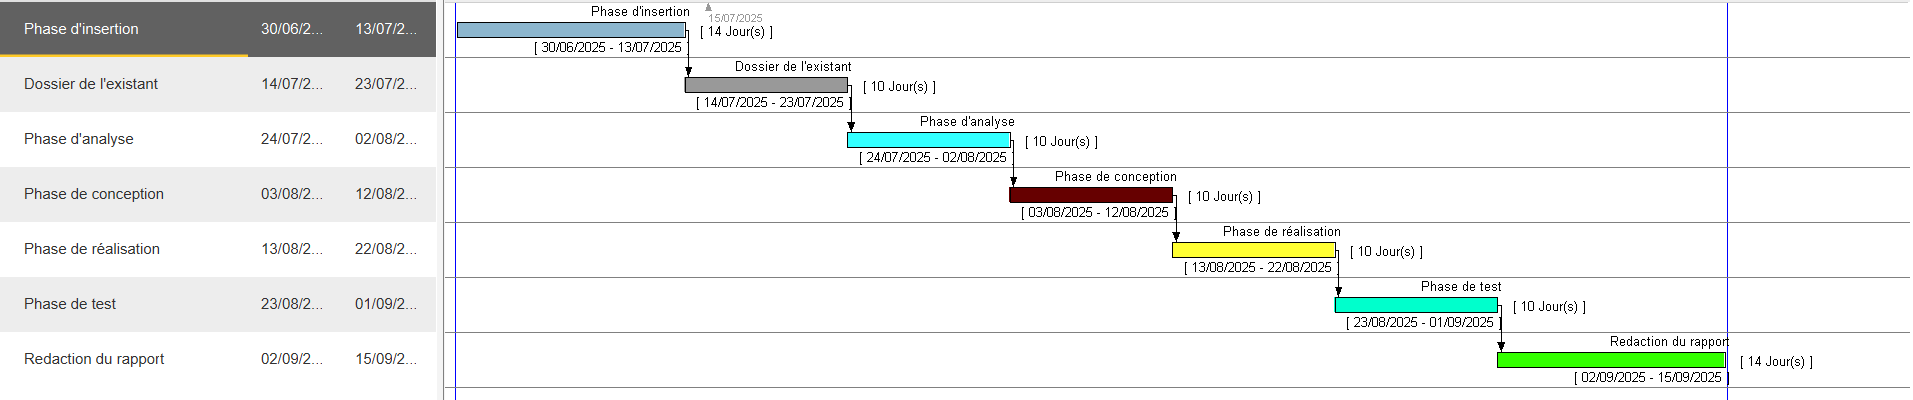 Phase d'insertion 30/06/2... 13/07/2...
Dossier de l'existant 14/07/2... 23/07/2...
Phase d'analyse 24/07/2... 02/08/2...
Phase de conception 03/08/2... 12/08/2...
Phase de réalisation 13/08/2... 22/08/2...
Phase de test 23/08/2... 01/09/2...
Redaction du rapport 02/09/2... 15/09/2...
Phase d'insertion
15/07/2025
[ 14 Jour(s) ]
[ 30/06/2025 - 13/07/2025
Dossier de l'existant
[ 10 Jour(s) ]
[ 14/07/2025 - 23/07/2025 ]
Phase d'analyse
[ 10 Jour(s) ]
[ 24/07/2025 - 02/08/2025
Phase de conception
[ 10 Jour(s) ]
[ 03/08/2025 - 12/08/2025 ]
Phase de réalisation
[ 10 Jour(s) ]
[ 13/08/2025 - 22/08/2025
Phase de test
[ 10 Jour(s) ]
[ 23/08/2025 - 01/09/2025 ]
Redaction du rapport
[ 14 Jour(s) ]
[ 02/09/2025 - 15/09/2025 ]